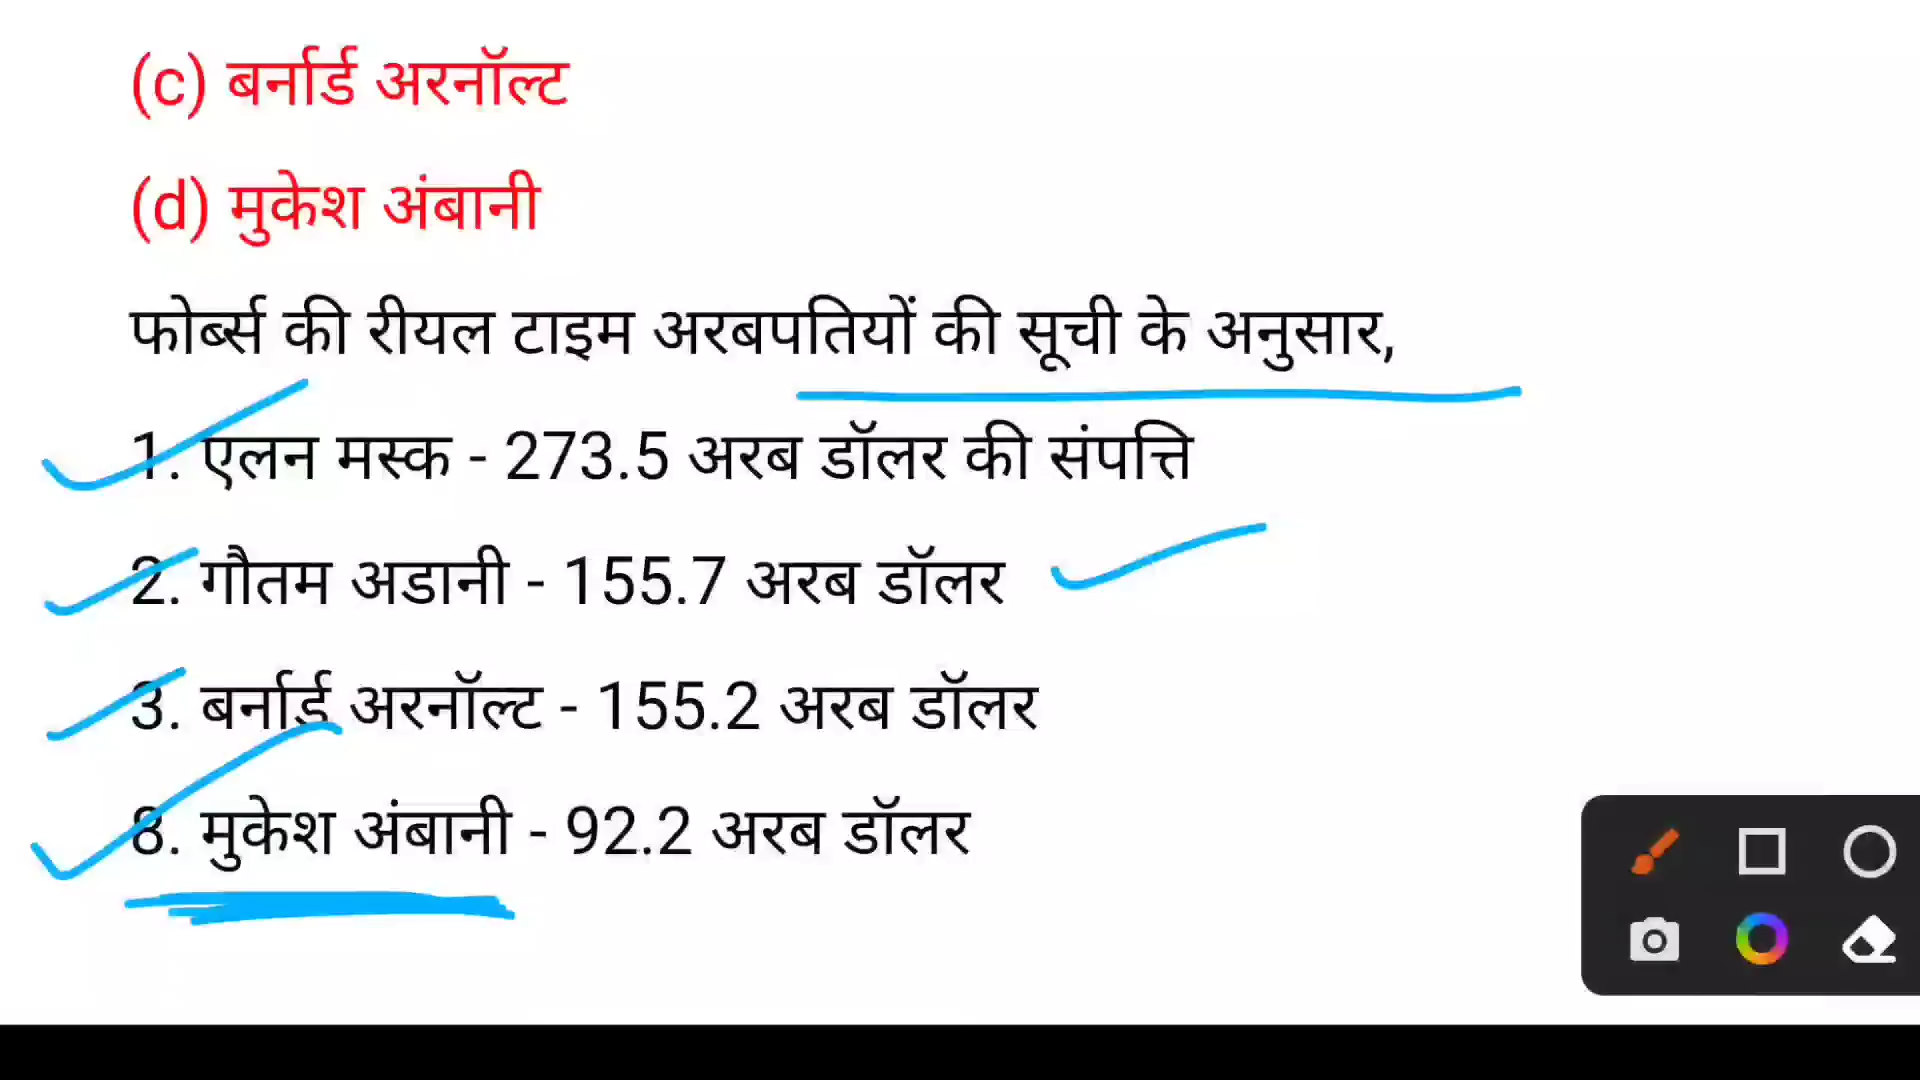 (c) बर्नार्ड अरनॉल्ट
(d) मुकेश अंबानी
फोर्ब्स की रीयल टाइम अरबपतियों की सूची के अनुसार,
1. एलन मस्क - 273.5 अरब डॉलर की संपत्ति
2. गौतम अडानी - 155.7 अरब डॉलर
3. बर्नार्ड अरनॉल्ट - 155.2 अरब डॉलर
8. मुकेश अंबानी - 92.2 अरब डॉलर